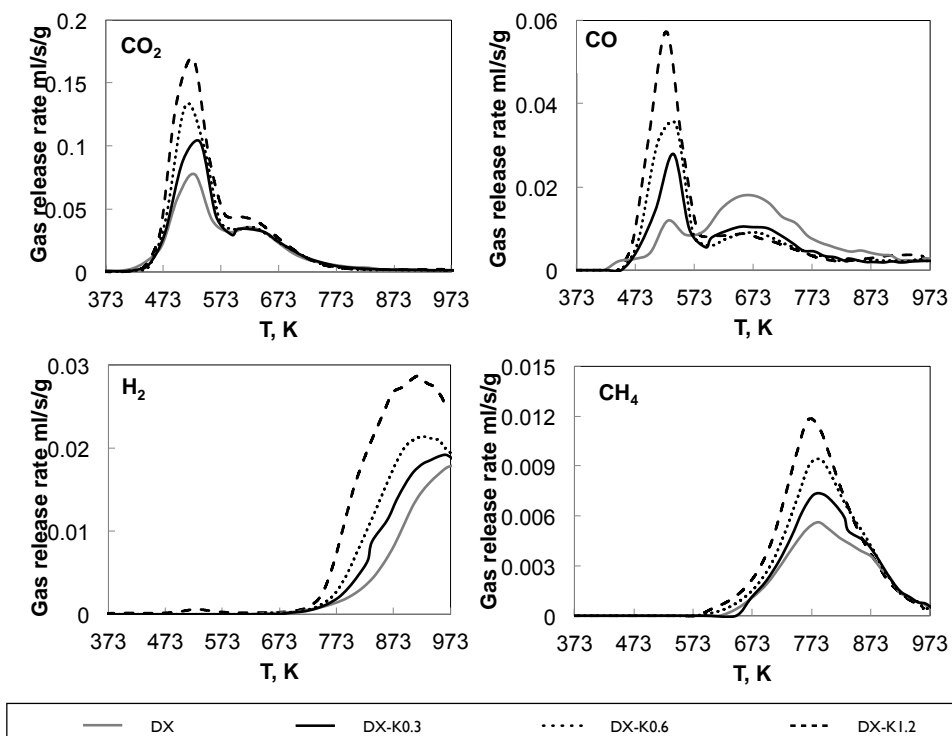 CO₂
Gas release rate ml/s/g
0.2
0.15
0.1
0.05
0
373 473 573 673 773 873 973
T, K
CO
Gas release rate ml/s/g
0.06
0.04
0.02
0
373 473 573 673 773 873 973
T, K
H₂
Gas release rate ml/s/g
0.03
0.02
0.01
0
373 473 573 673 773 873 973
T, K
CH₄
Gas release rate ml/s/g
0.015
0.012
0.009
0.006
0.003
0
373 473 573 673 773 873 973
T, K
DX DX-K0.3 DX-K0.6 DX-K1.2